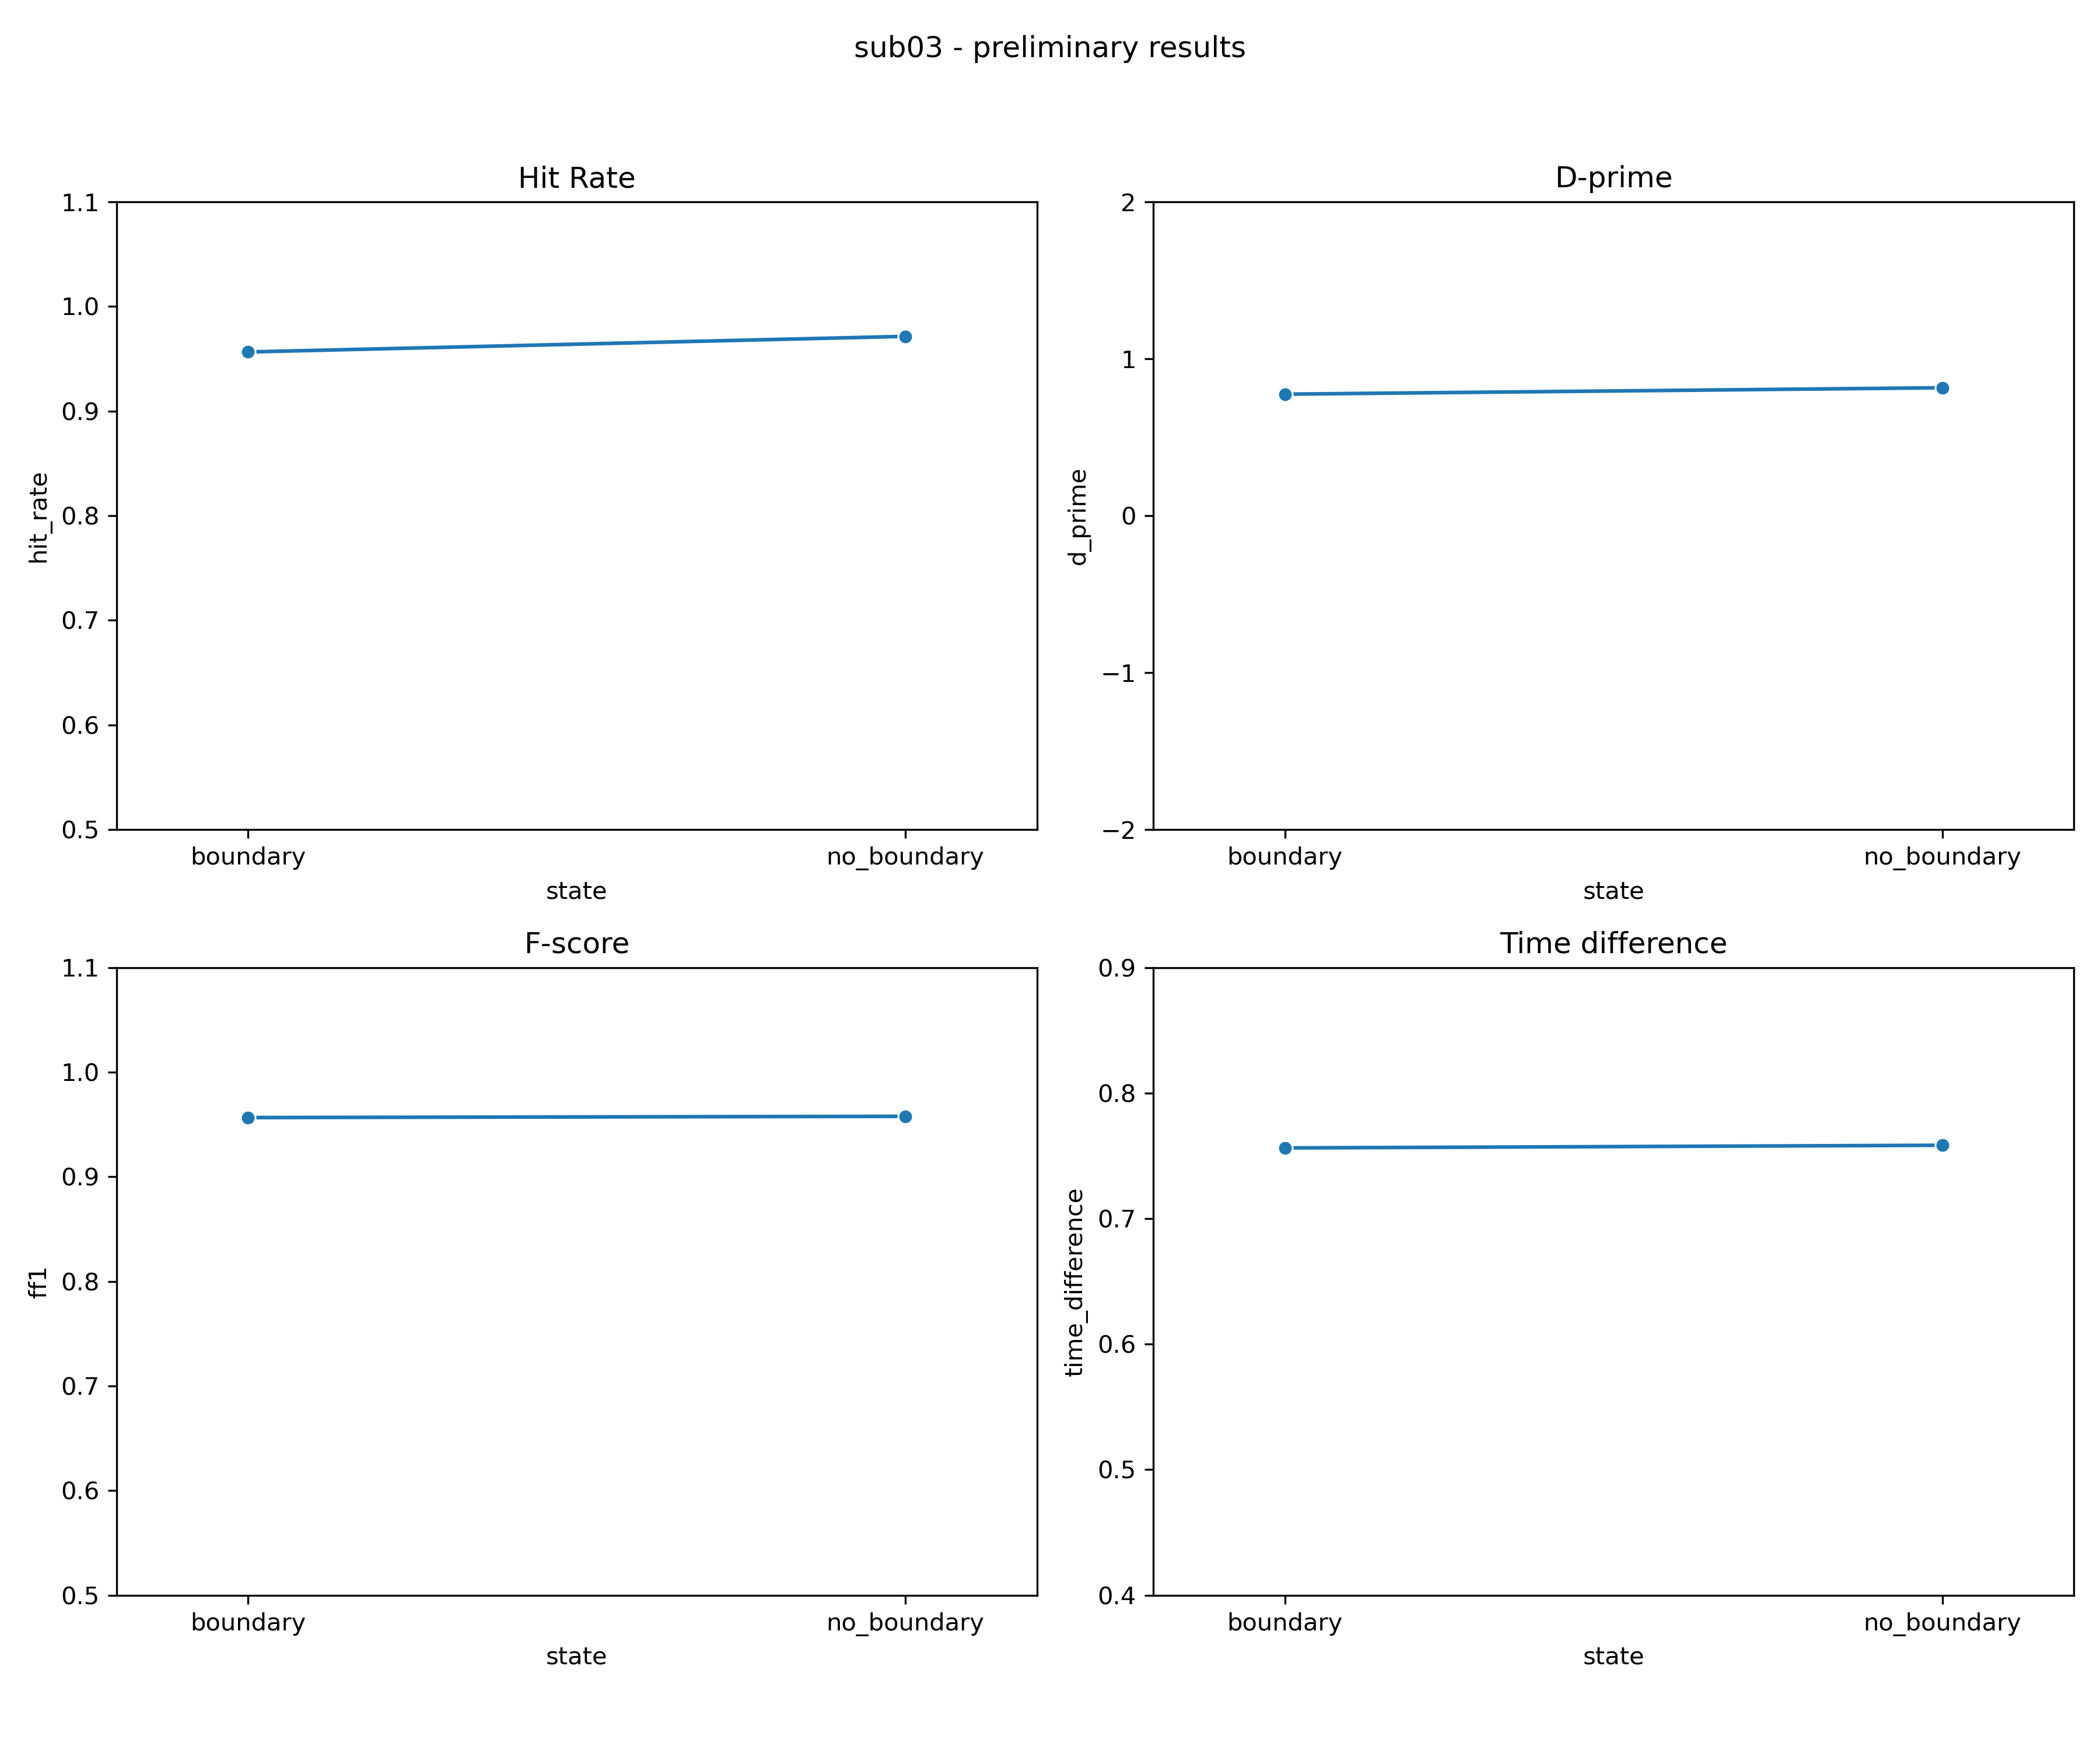 sub03 - preliminary results
Hit Rate
1.1
1.0
0.9
0.8
0.7
0.6
0.5
hit_rate
boundary
no_boundary
state
D-prime
2
1
0
−1
−2
d_prime
boundary
no_boundary
state
F-score
1.1
1.0
0.9
0.8
0.7
0.6
0.5
ff1
boundary
no_boundary
state
Time difference
0.9
0.8
0.7
0.6
0.5
0.4
time_difference
boundary
no_boundary
state